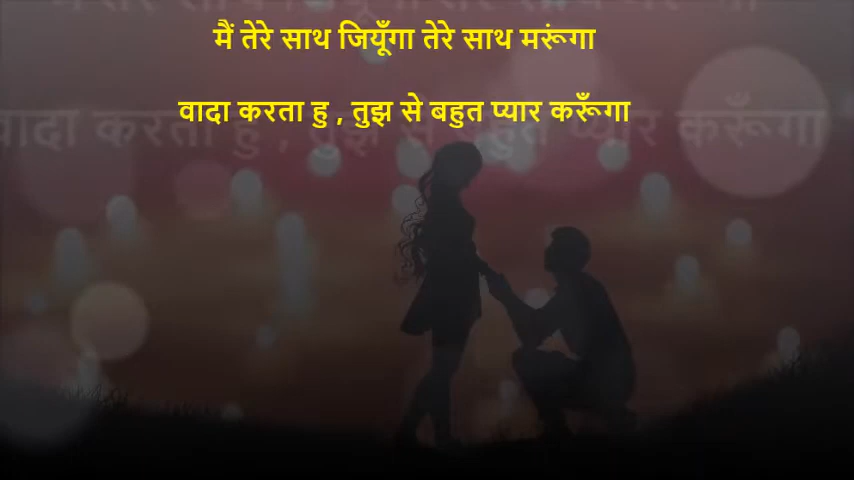 मैं तेरे साथ जियूँगा तेरे साथ मरूंगा
वादा करता हु , तुझ से बहुत प्यार करूँगा